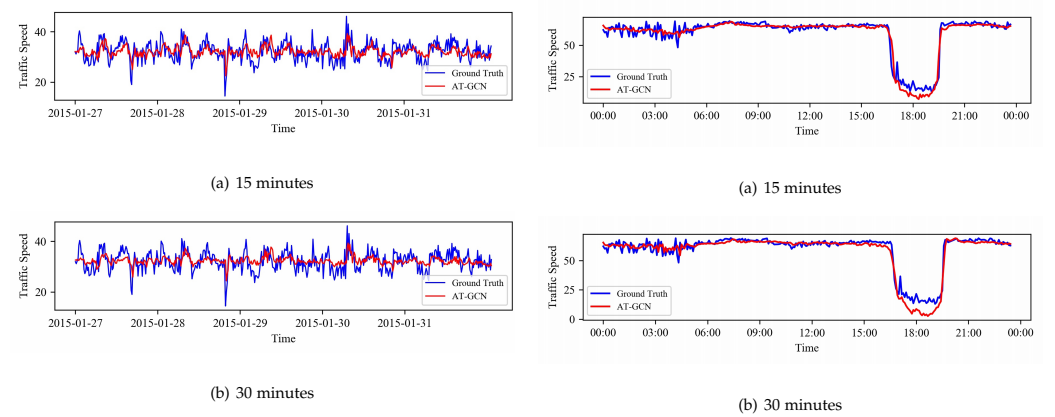 Traffic Speed
40
20
Ground Truth
AT-GCN
2015-01-27 2015-01-28 2015-01-29 2015-01-30 2015-01-31
Time
(a) 15 minutes
Traffic Speed
50
25
Ground Truth
AT-GCN
00:00 03:00 06:00 09:00 12:00 15:00 18:00 21:00 00:00
Time
(a) 15 minutes
Traffic Speed
40
20
Ground Truth
AT-GCN
2015-01-27 2015-01-28 2015-01-29 2015-01-30 2015-01-31
Time
(b) 30 minutes
Traffic Speed
50
25
0
Ground Truth
AT-GCN
00:00 03:00 06:00 09:00 12:00 15:00 18:00 21:00 00:00
Time
(b) 30 minutes